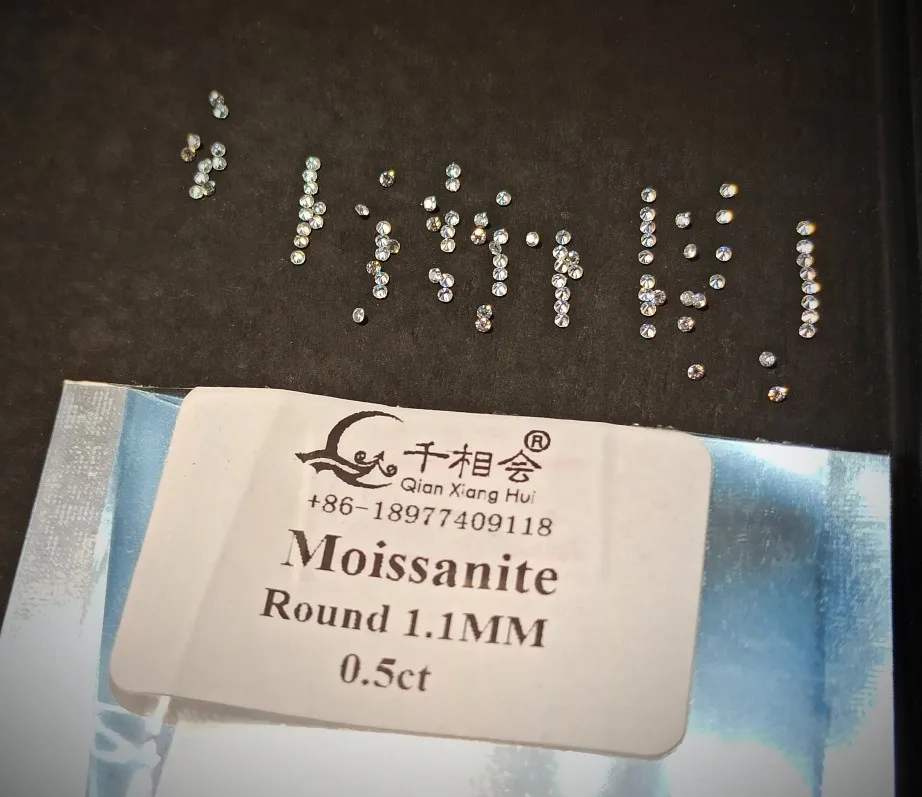 千相会®
Qian Xiang Hui
+86-18977409118
Moissanite
Round 1.1MM
0.5ct